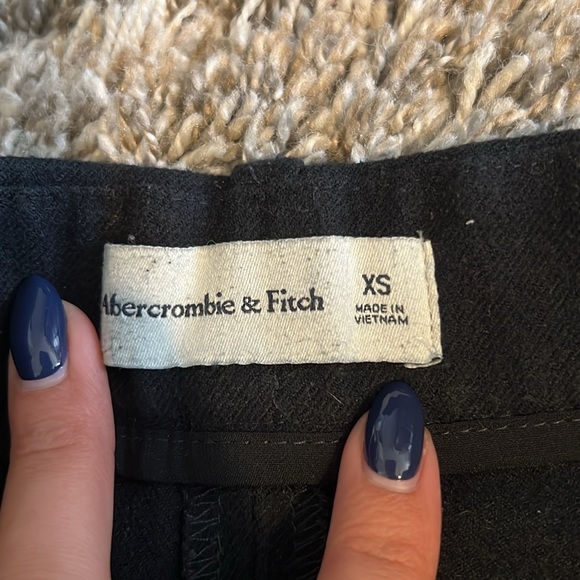 Abercrombie & Fitch
XS
MADE IN
VIETNAM